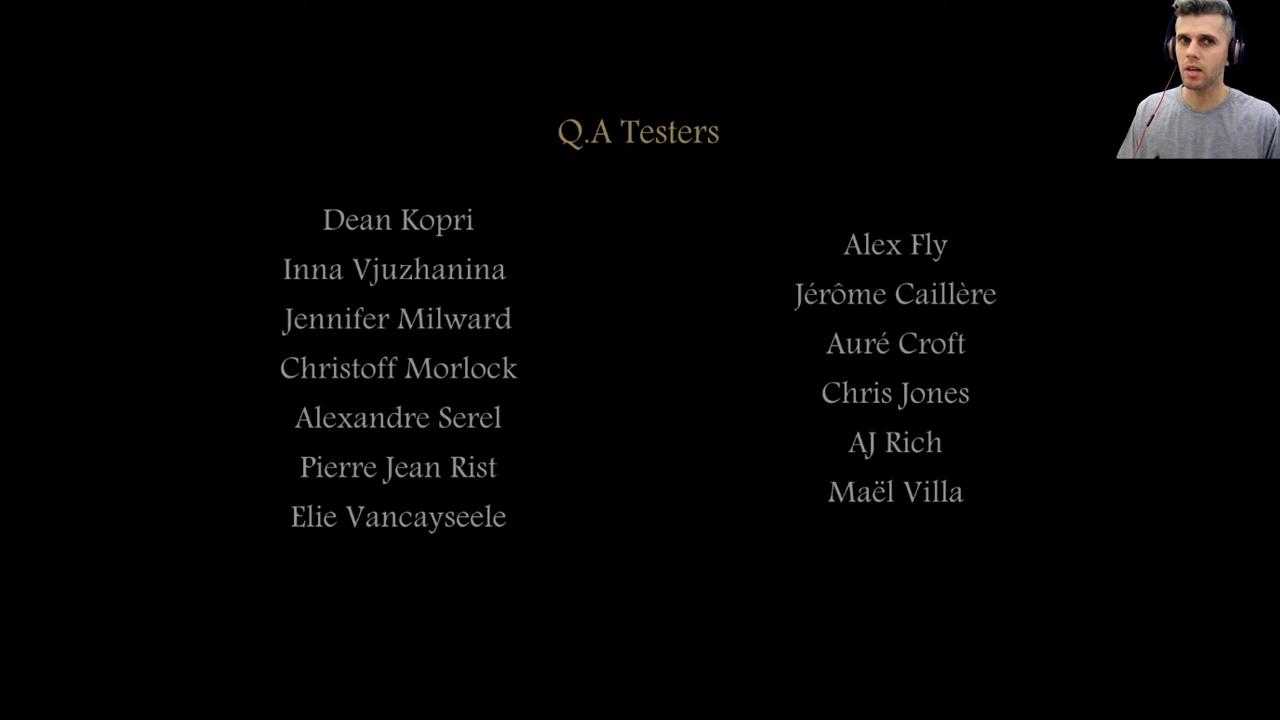 Q.A Testers
Dean Kopri
Inna Vjuzhanina
Jennifer Milward
Christoff Morlock
Alexandre Serel
Pierre Jean Rist
Elie Vancayseele
Alex Fly
Jérôme Caillère
Auré Croft
Chris Jones
AJ Rich
Maël Villa